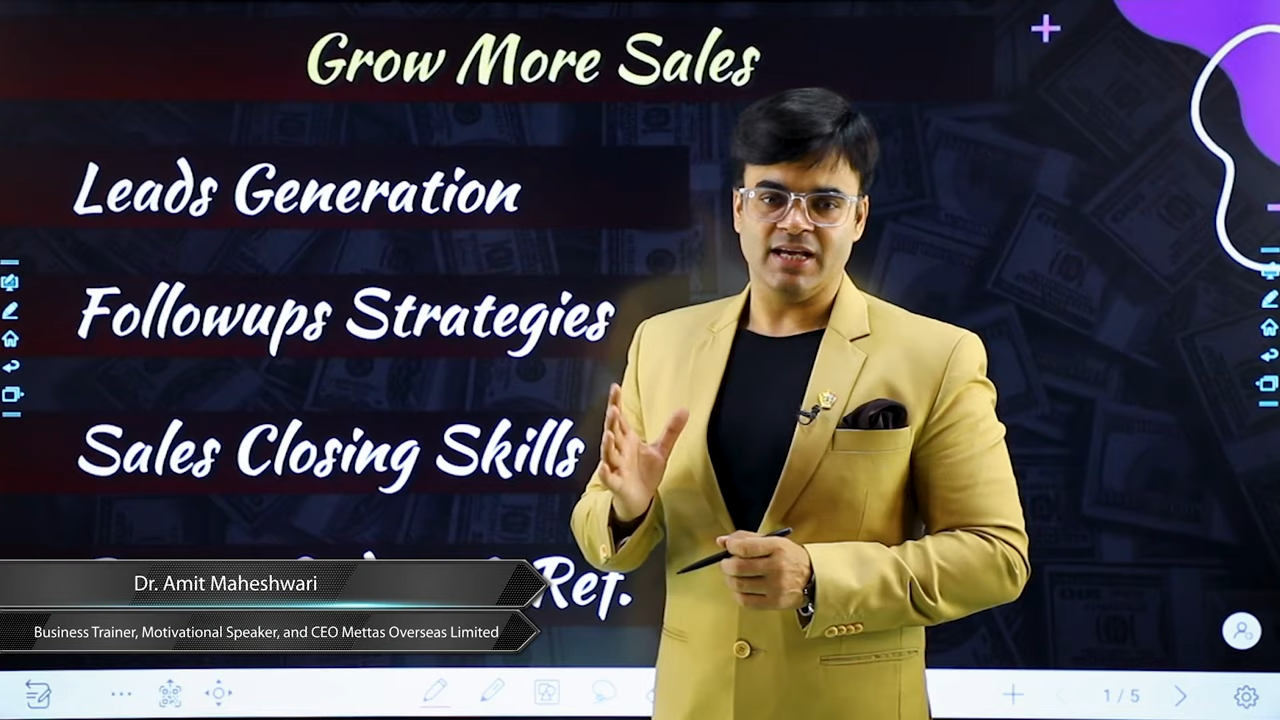 Grow More Sales
Leads Generation
Followups Strategies
Sales Closing Skills
Ref.
Dr. Amit Maheshwari
Business Trainer, Motivational Speaker, and CEO Mettas Overseas Limited
1 / 5